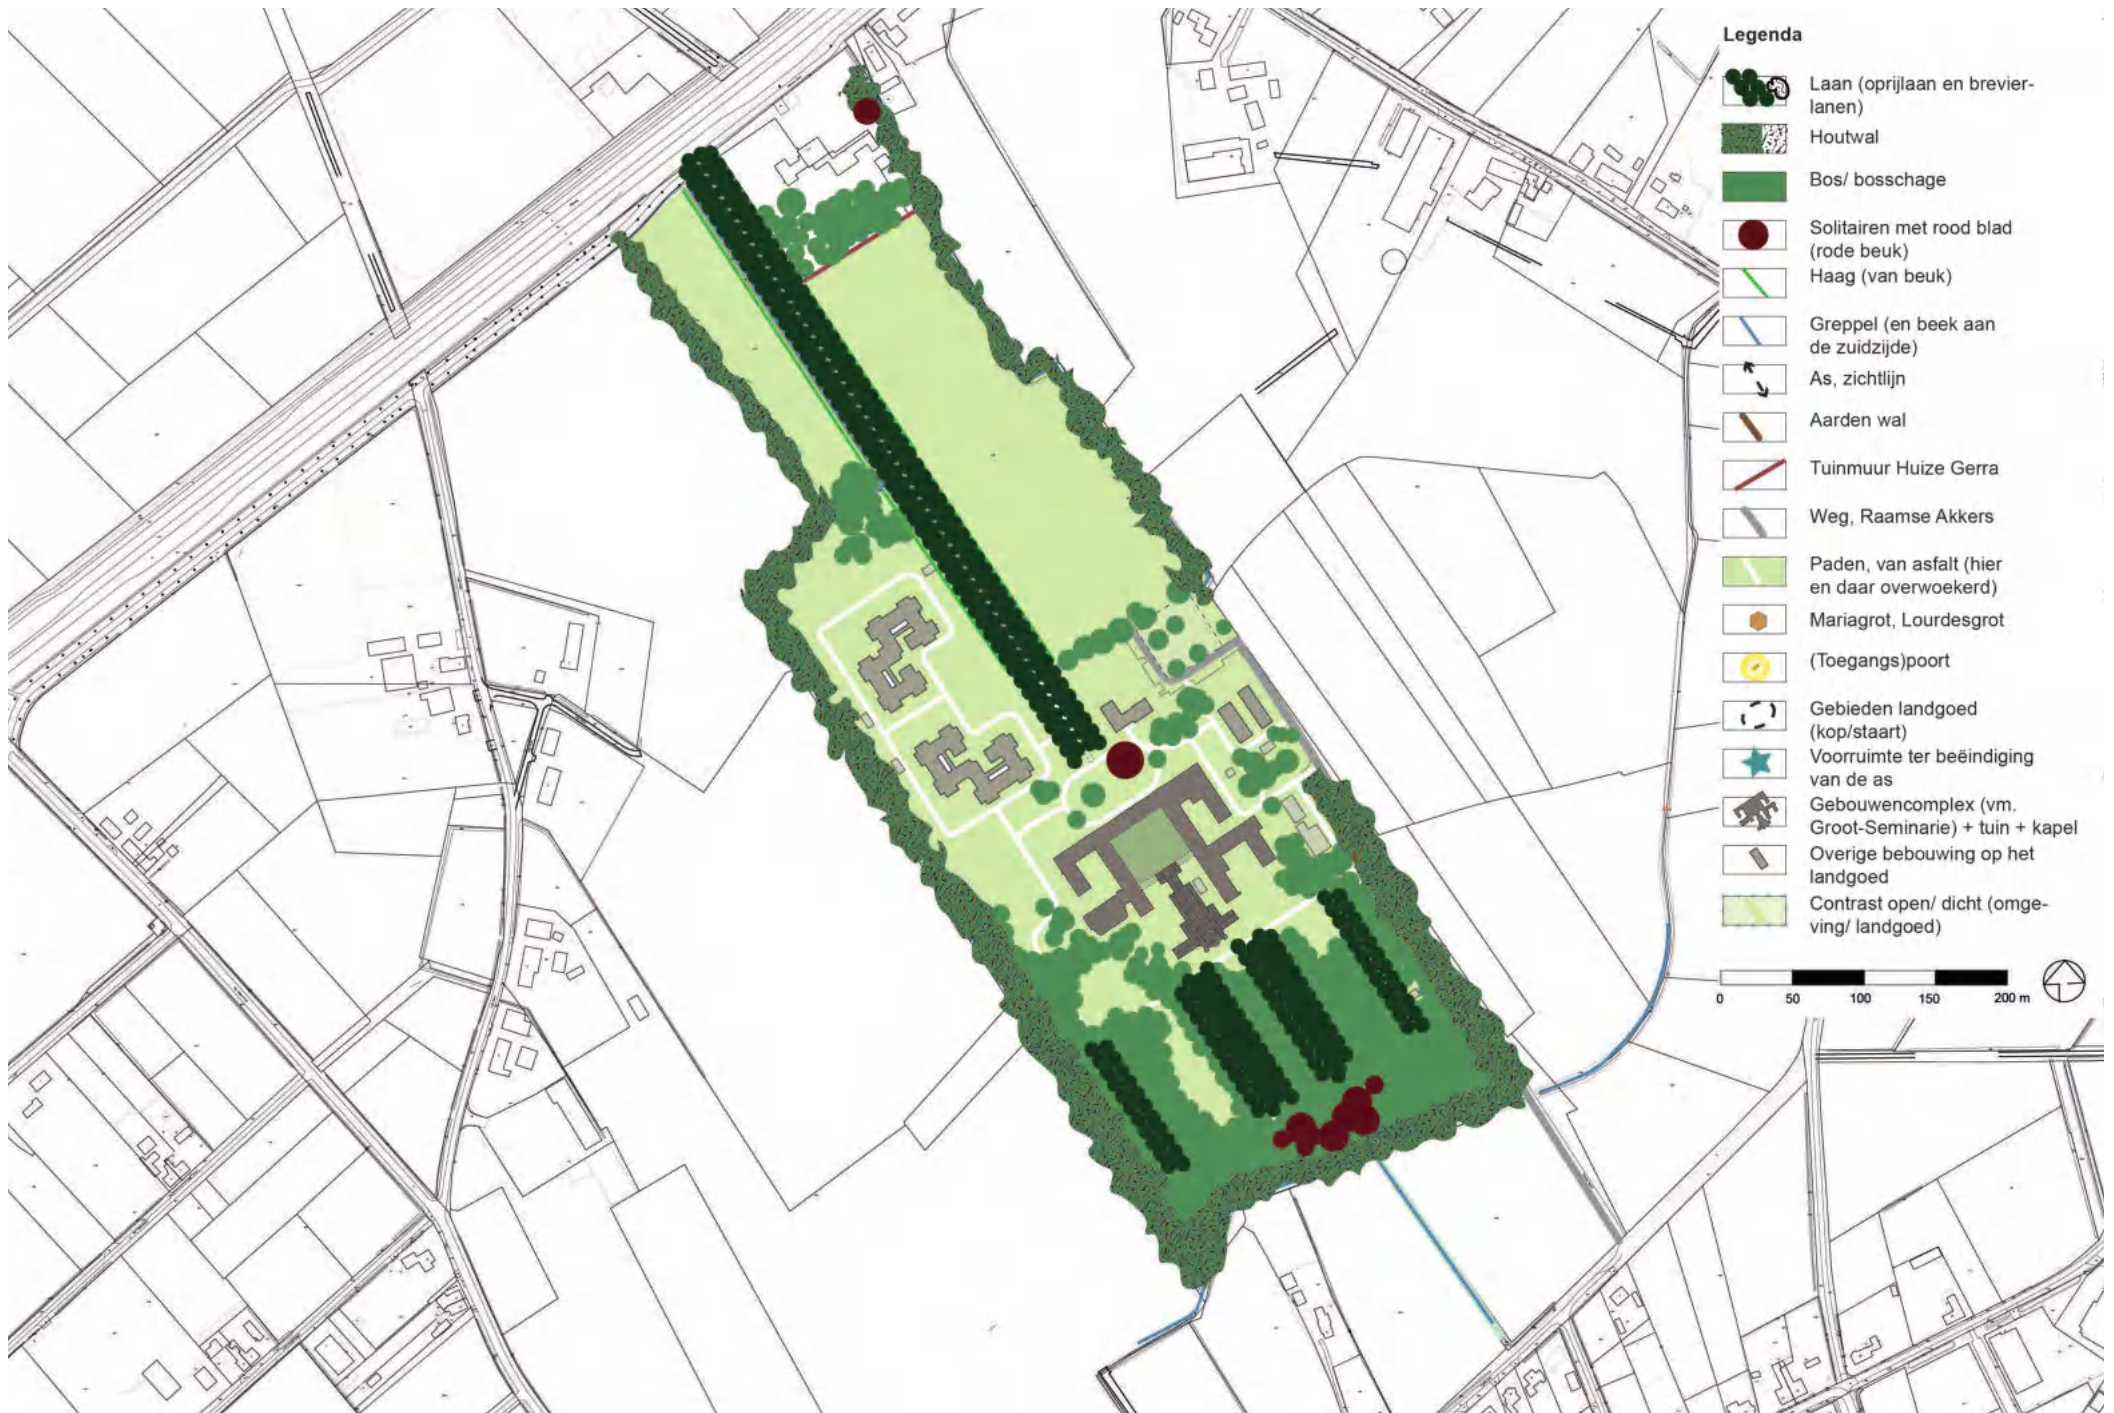 Legenda
Laan (oprijlaan en brevier-
lanen)
Houtwal
Bos/ bosschage
Solitairen met rood blad
(rode beuk)
Haag (van beuk)
Greppel (en beek aan
de zuidzijde)
As, zichtlijn
Aarden wal
Tuinmuur Huize Gerra
Weg, Raamse Akkers
Paden, van asfalt (hier
en daar overwoekerd)
Mariagrot, Lourdesgrot
(Toegangs)poort
Gebieden landgoed
(kop/staart)
Voorruimte ter beëindiging
van de as
Gebouwencomplex (vm.
Groot-Seminarie) + tuin + kapel
Overige bebouwing op het
landgoed
Contrast open/ dicht (omge-
ving/ landgoed)
0 50 100 150 200 m